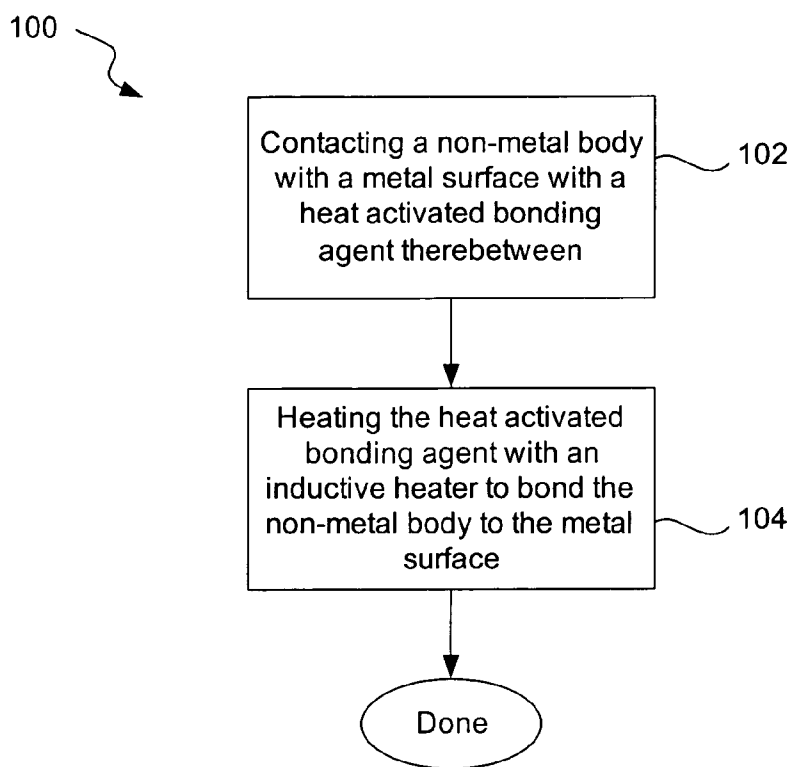 100
Contacting a non-metal body
with a metal surface with a
heat activated bonding
agent therebetween
102
Heating the heat activated
bonding agent with an
inductive heater to bond the
non-metal body to the metal
surface
104
Done